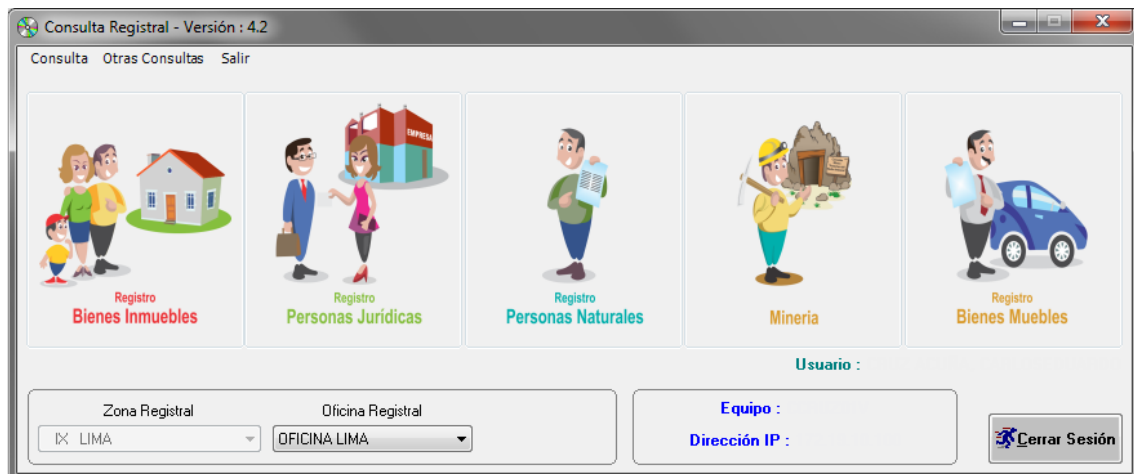 Consulta Registral - Versión : 4.2
Consulta Otras Consultas Salir
EMPRESA
Registro
Bienes Inmuebles
Registro
Personas Jurídicas
Registro
Personas Naturales
Mineria
Registro
Bienes Muebles
Usuario :
Zona Registral
Oficina Registral
IX LIMA
OFICINA LIMA
Equipo :
Dirección IP :
Cerrar Sesión